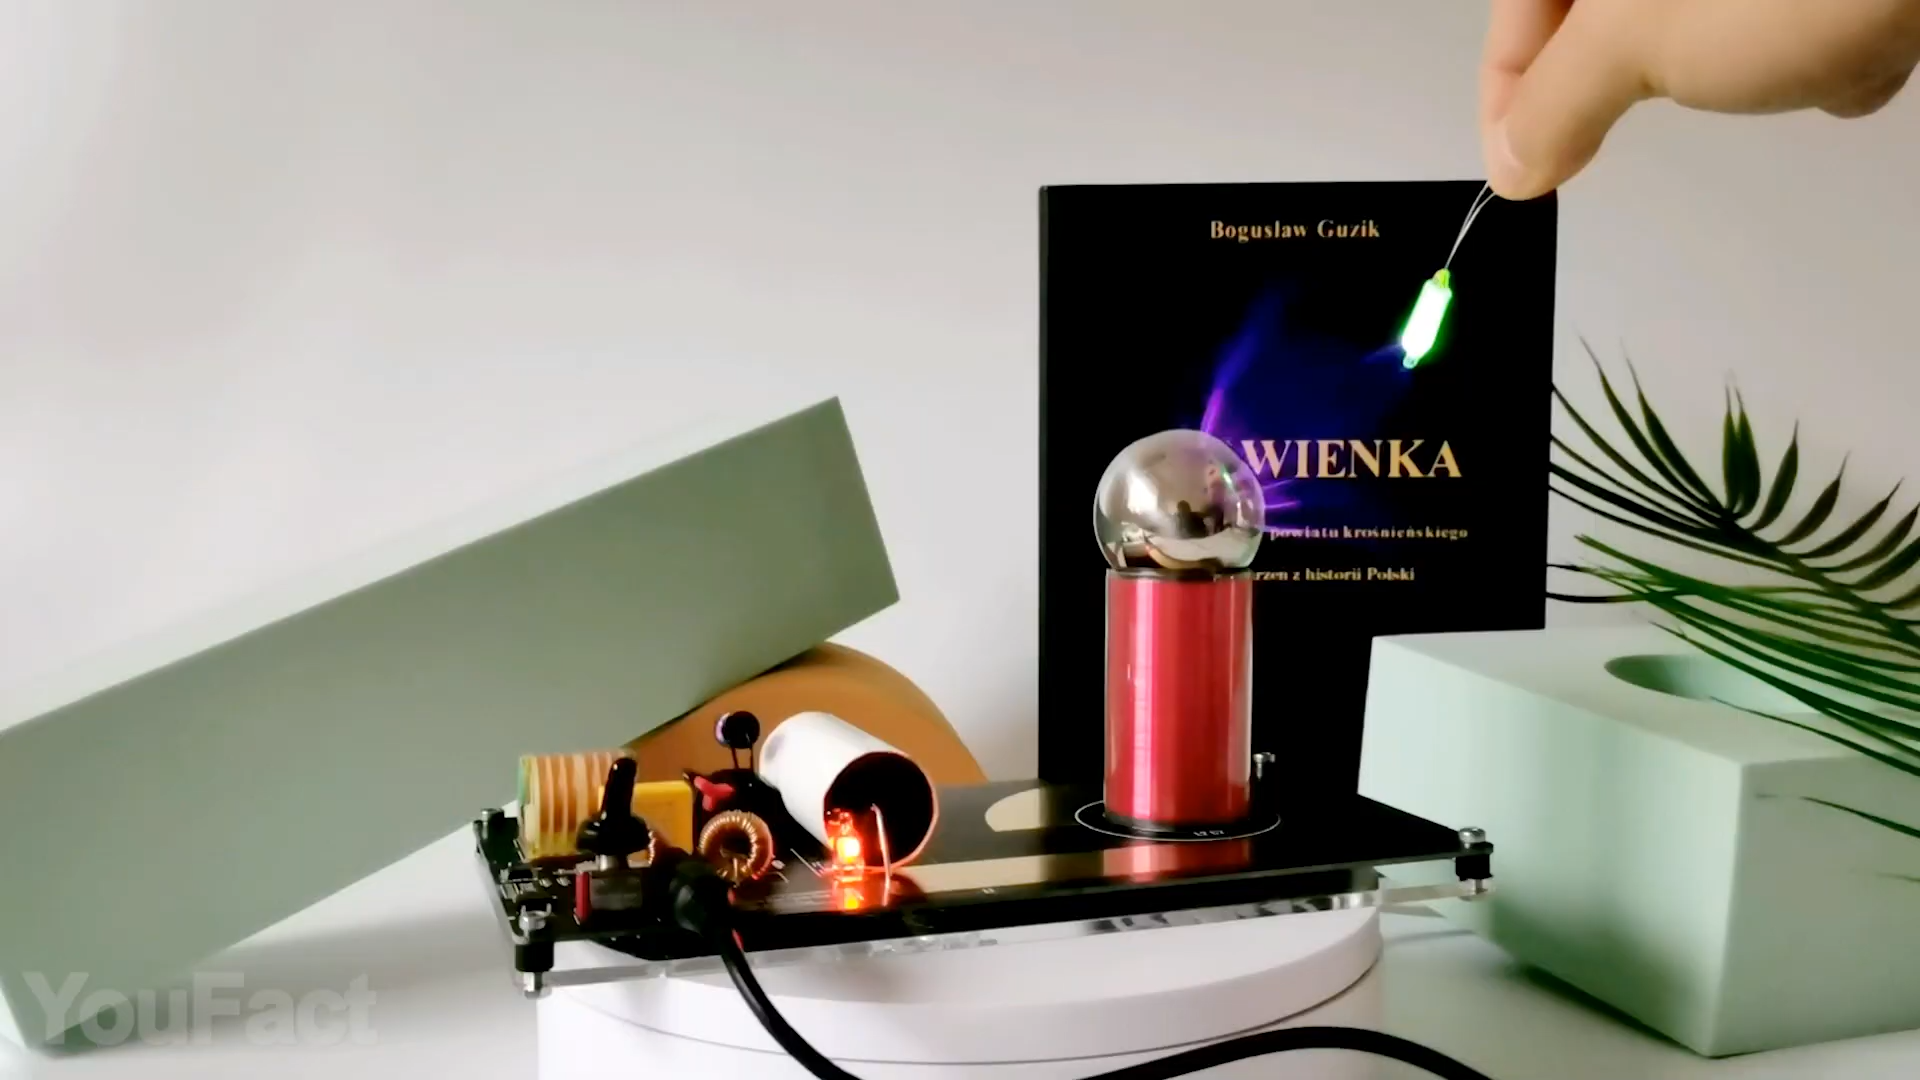 Bogusław Guzik
WIENKA
powiatu krośnieńskiego
z historii Polski
YouFact